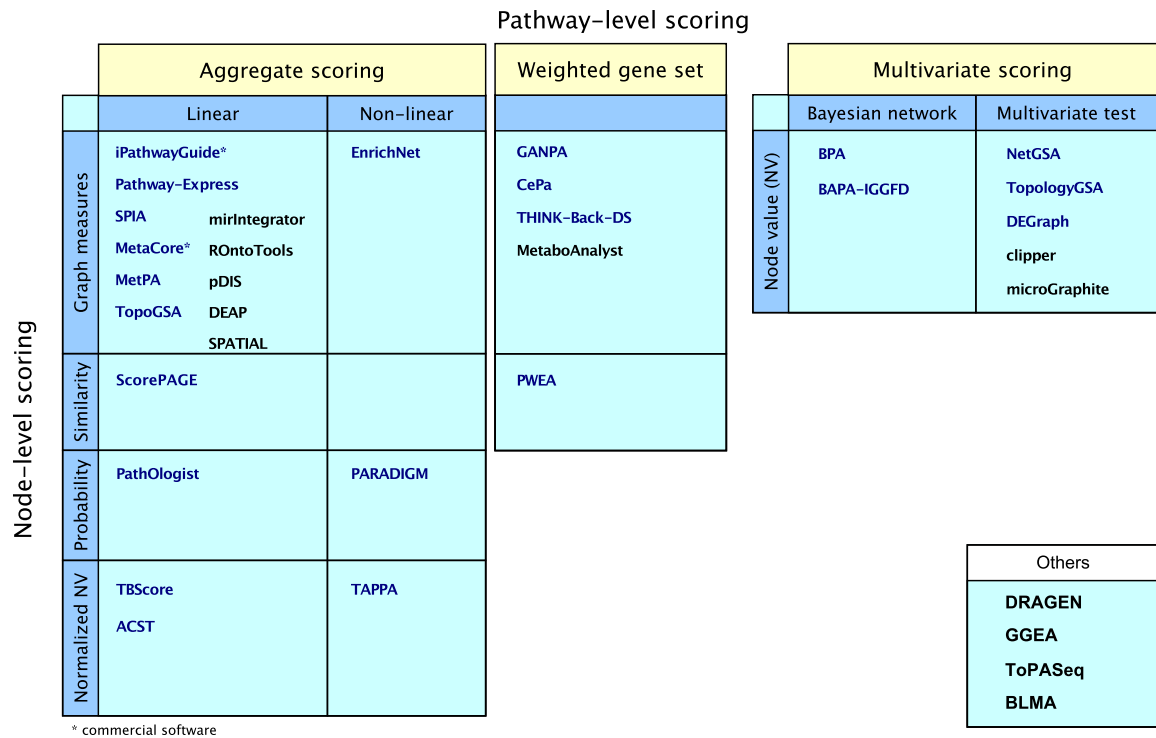 Pathway-level scoring
Aggregate scoring
Weighted gene set
Multivariate scoring
Linear
Non-linear
Bayesian network
Multivariate test
Node-level scoring
Graph measures
iPathwayGuide*
Pathway-Express
SPIA
MetaCore*
MetPA
TopoGSA
mirIntegrator
ROntoTools
pDIS
DEAP
SPATIAL
EnrichNet
GANPA
CePa
THINK-Back-DS
MetaboAnalyst
Node value (NV)
BPA
BAPA-IGGFD
NetGSA
TopologyGSA
DEGraph
clipper
microGraphite
Similarity
ScorePAGE
PWEA
Probability
PathOlogist
PARADIGM
Normalized NV
TBScore
ACST
TAPPA
Others
DRAGEN
GGEA
ToPASeq
BLMA
* commercial software